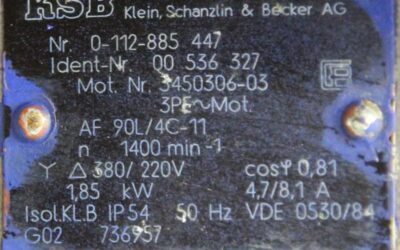 KSB Klein, Schanzlin & Becker AG
Nr. 0-112-885 447
Ident-Nr. 00 536 327
Mot. Nr. 3450306-03
3PE~Mot.
AF 90L/4C-11
n 1400 min⁻¹
Y Δ 380/220V cosφ 0,81
1,85 kW 4,7/8,1 A
Isol.KL.B IP54 50 Hz VDE 0530/84
G02 736957